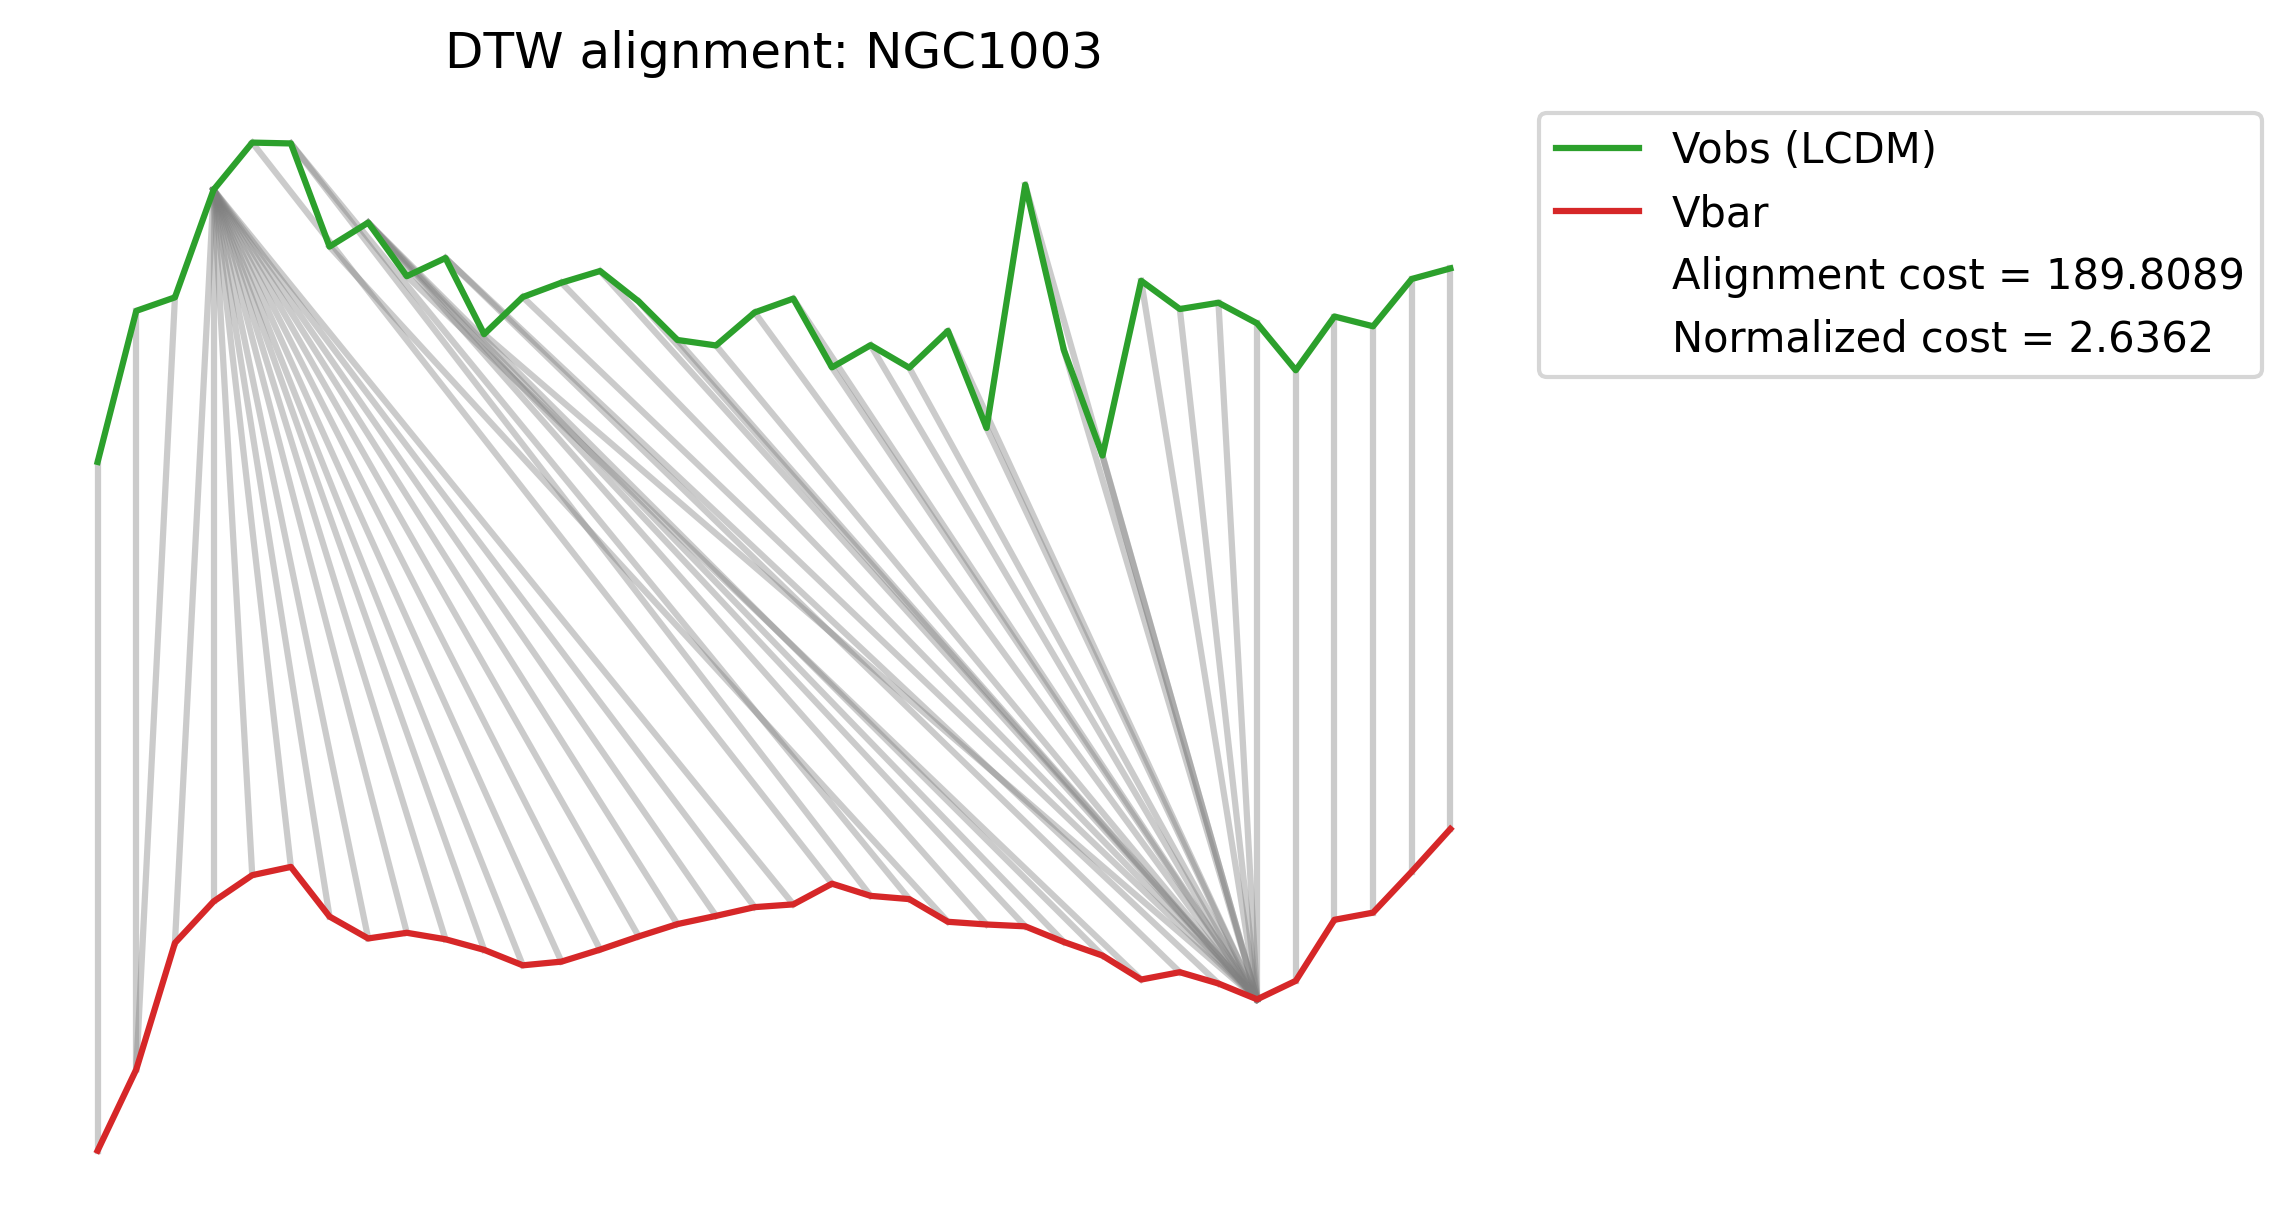 DTW alignment: NGC1003
Vobs (LCDM)
Vbar
Alignment cost = 189.8089
Normalized cost = 2.6362